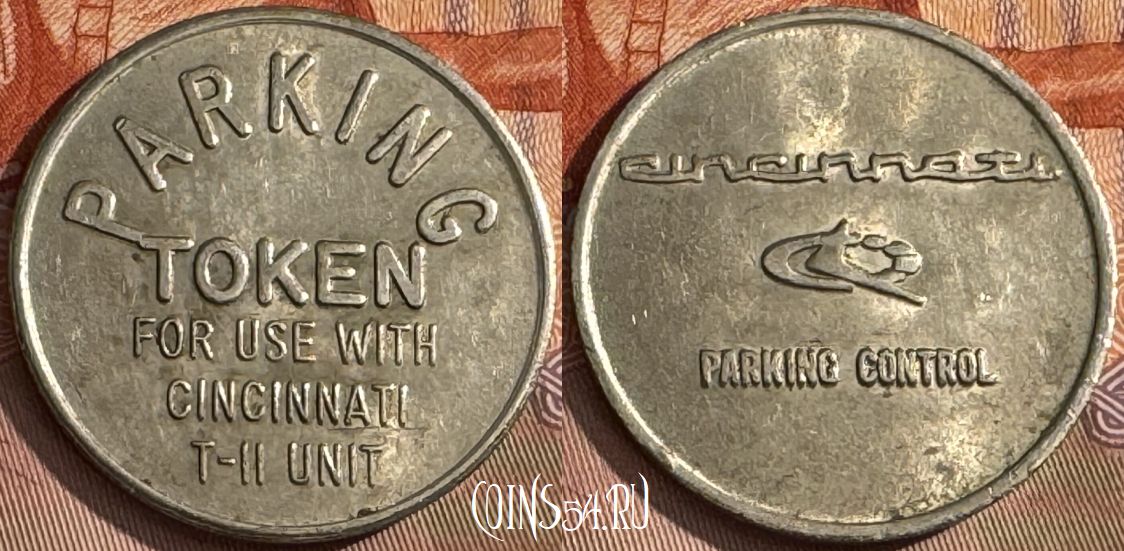 PARKING
TOKEN
FOR USE WITH
CINCINNATI
T-II UNIT
cincinnati
PARKING CONTROL
COINS54.RU